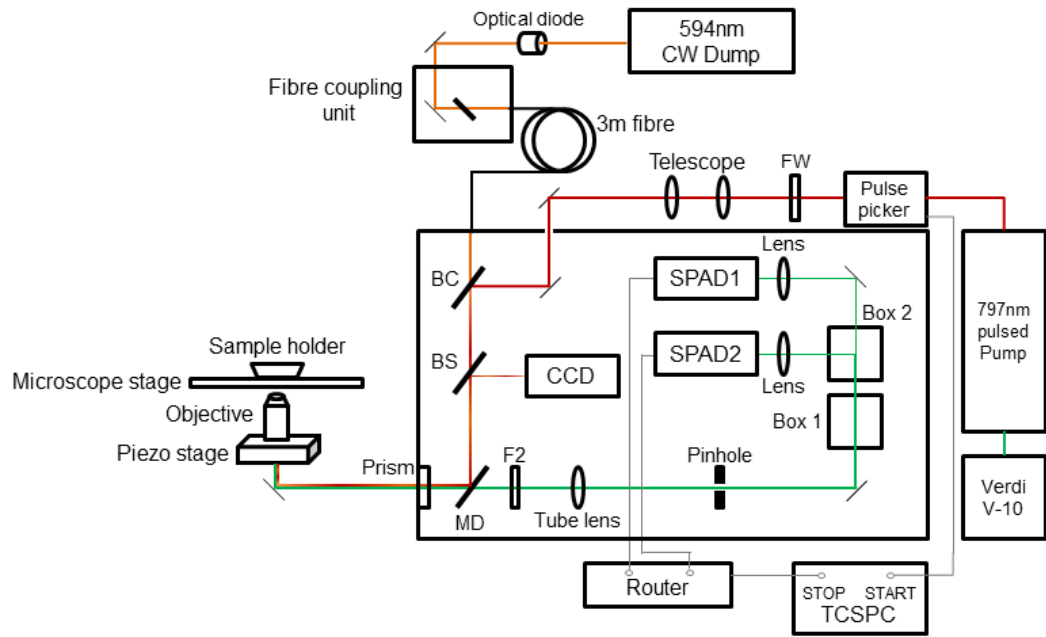 Optical diode
594nm
CW Dump
Fibre coupling
unit
3m fibre
Telescope
FW
Pulse
picker
Lens
BC
SPAD1
Box 2
797nm
pulsed
Pump
Sample holder
BS
SPAD2
CCD
Microscope stage
Lens
Objective
Box 1
Piezo stage
Prism
F2
Pinhole
MD
Tube lens
Verdi
V-10
Router
STOP
START
TCSPC